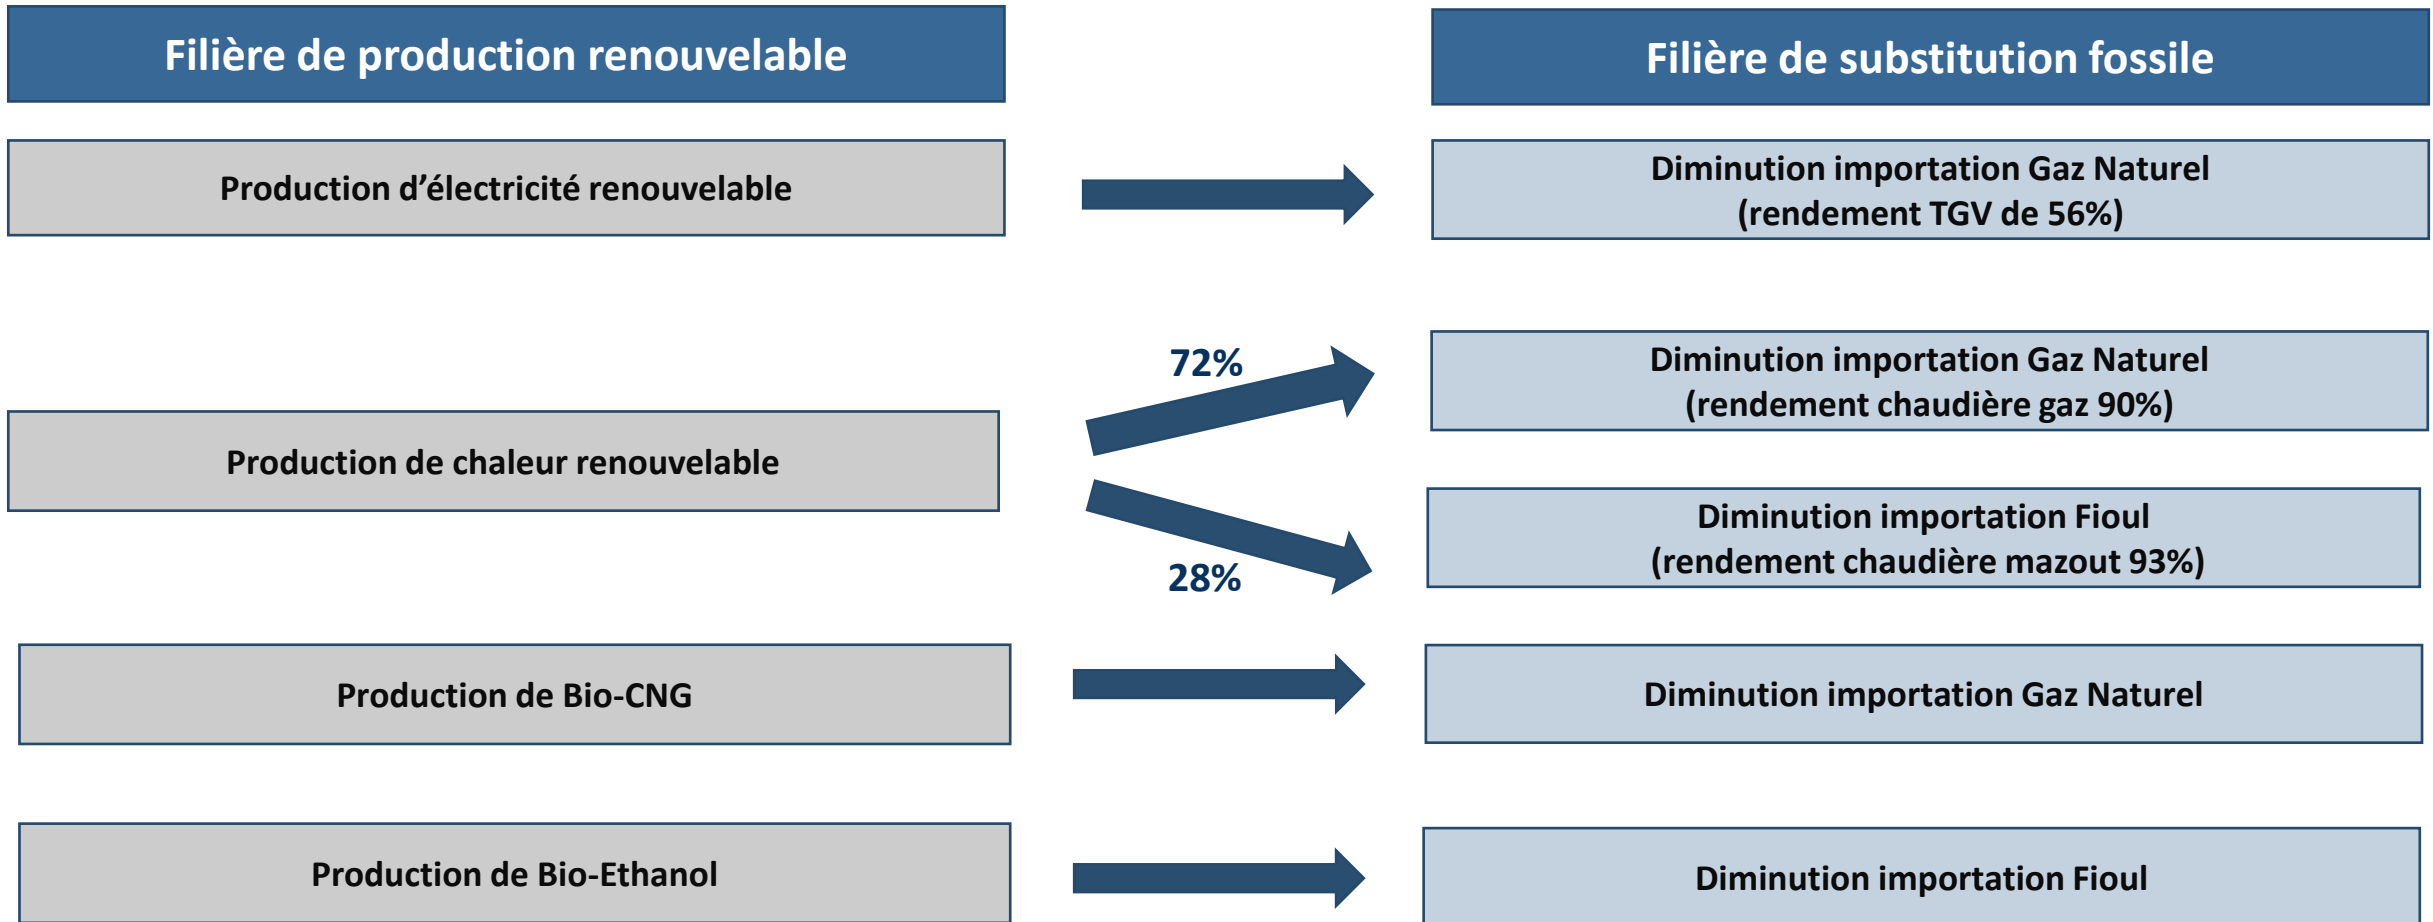 Filière de production renouvelable
Filière de substitution fossile
Production d’électricité renouvelable
Diminution importation Gaz Naturel
(rendement TGV de 56%)
Production de chaleur renouvelable
72%
Diminution importation Gaz Naturel
(rendement chaudière gaz 90%)
28%
Diminution importation Fioul
(rendement chaudière mazout 93%)
Production de Bio-CNG
Diminution importation Gaz Naturel
Production de Bio-Ethanol
Diminution importation Fioul